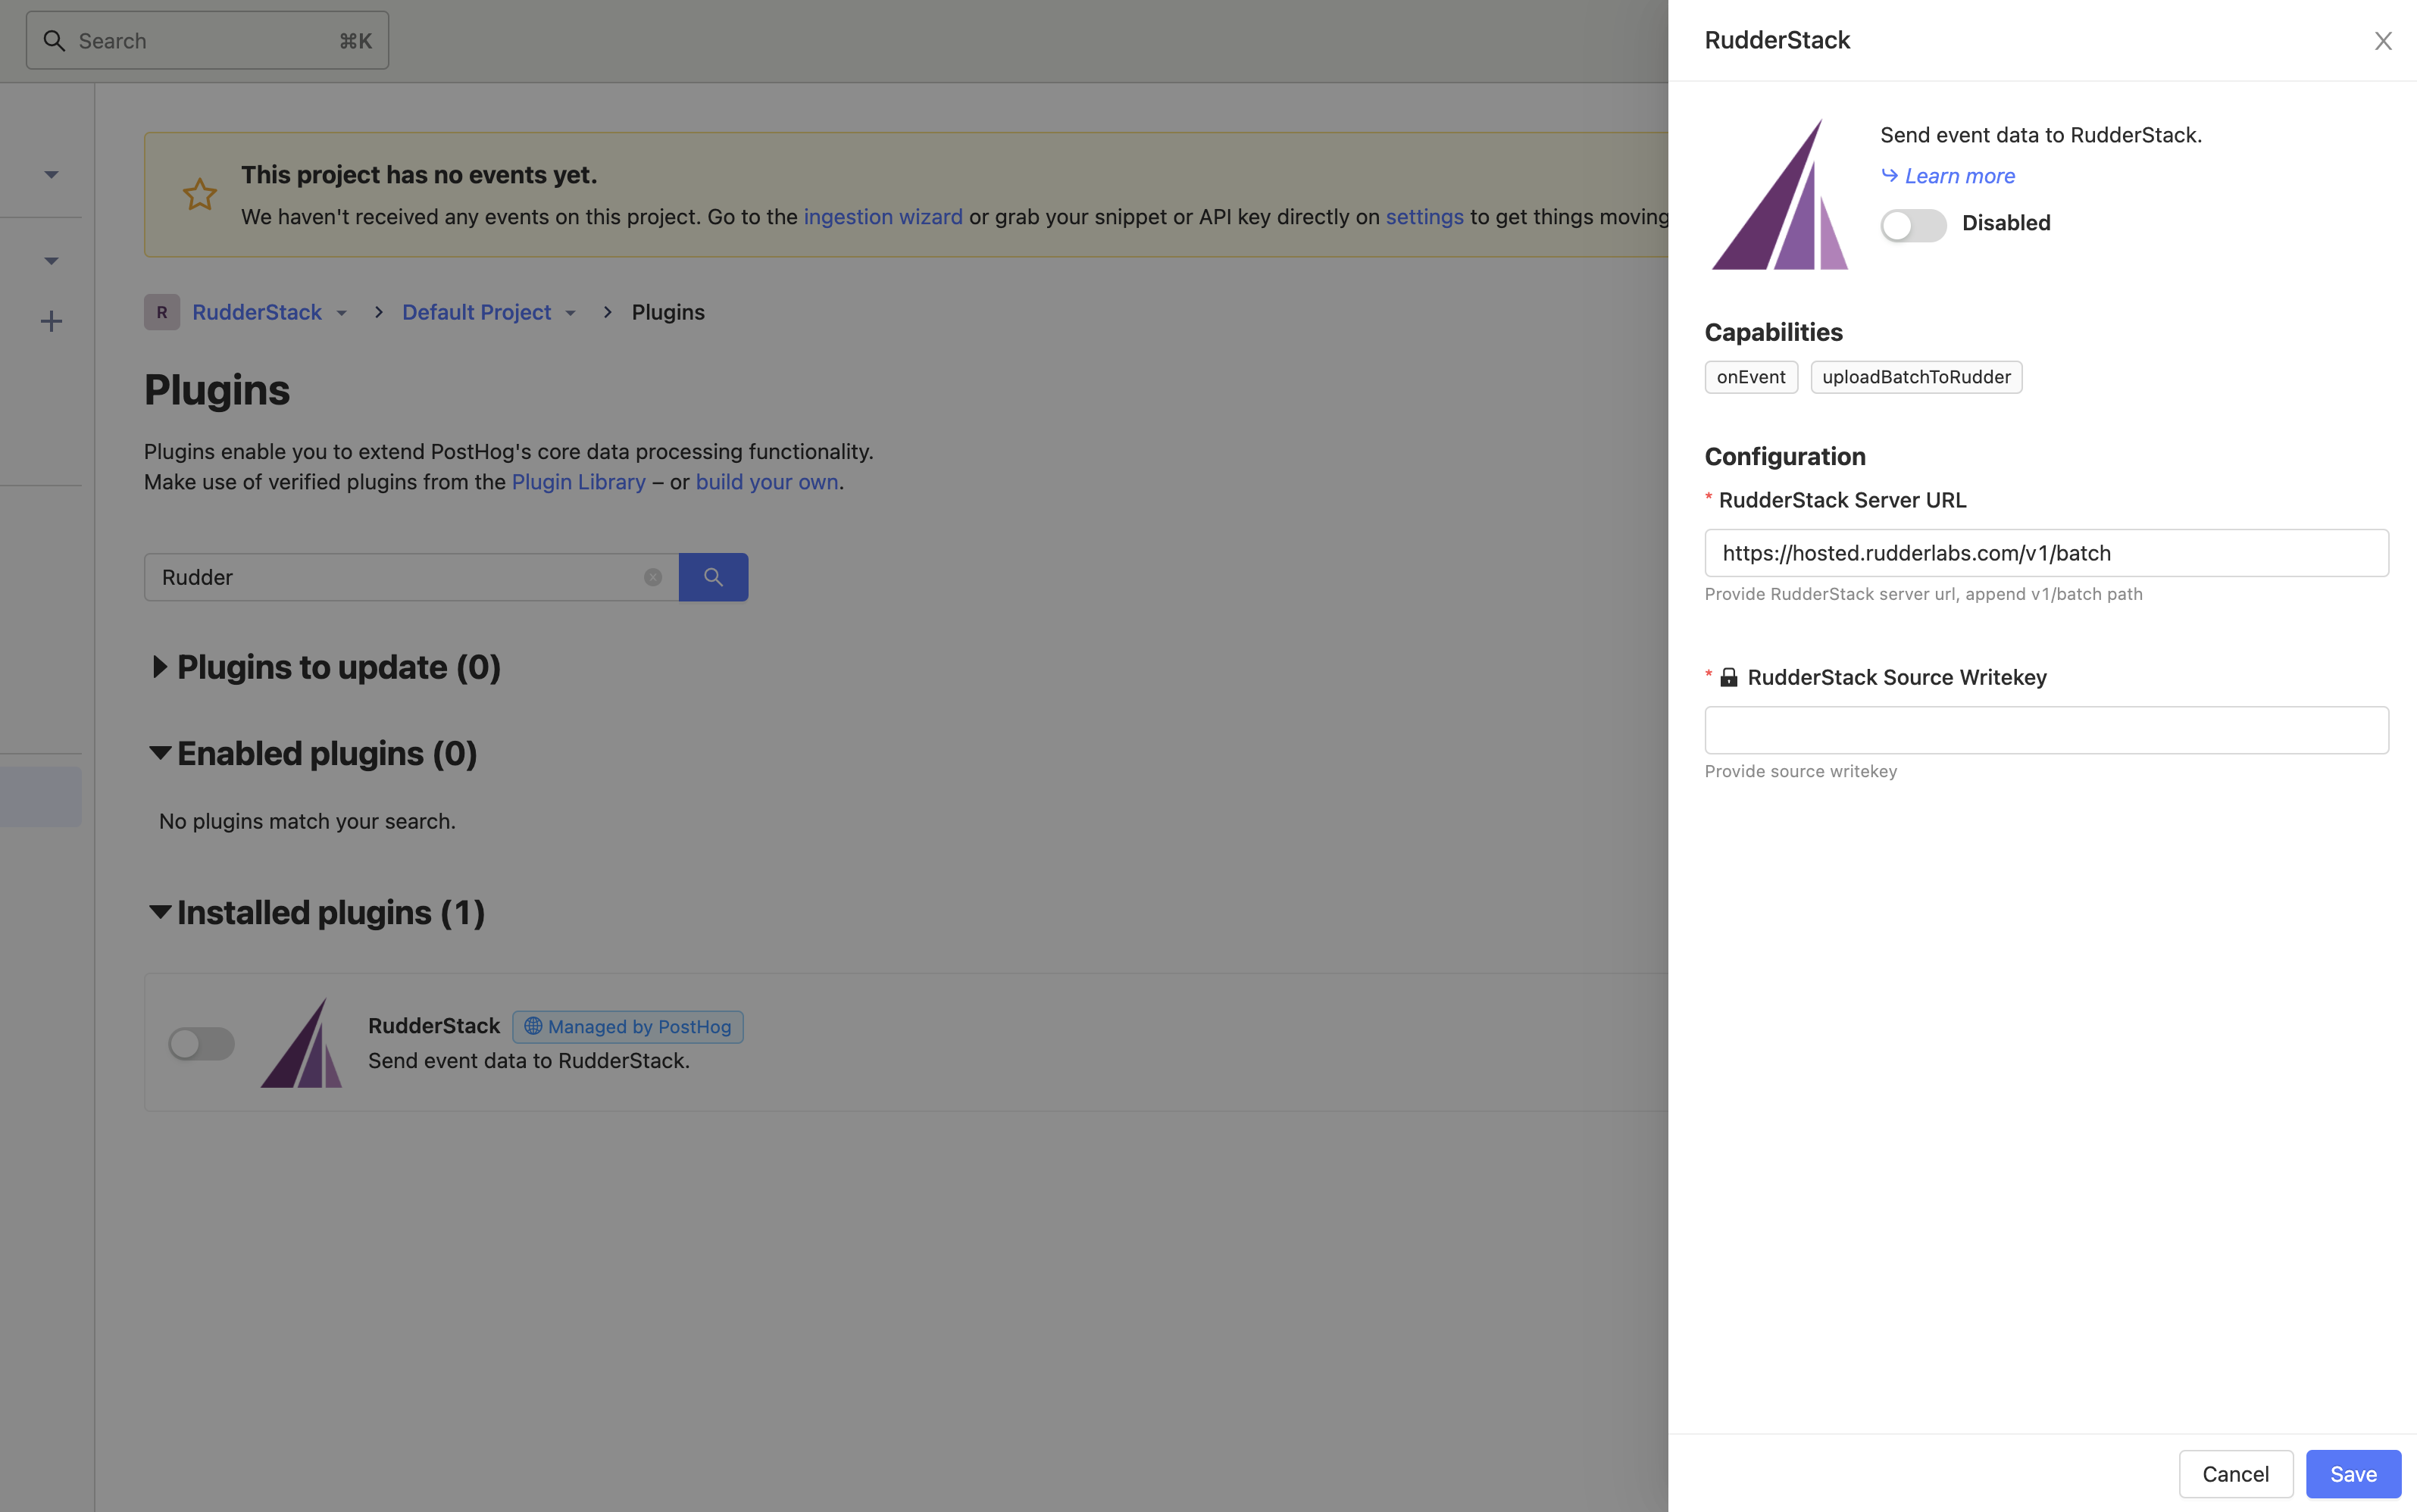 Search ⌘K
This project has no events yet.
We haven't received any events on this project. Go to the ingestion wizard or grab your snippet or API key directly on settings to get things moving
R RudderStack > Default Project > Plugins
Plugins
Plugins enable you to extend PostHog's core data processing functionality.
Make use of verified plugins from the Plugin Library – or build your own.
Rudder
Plugins to update (0)
Enabled plugins (0)
No plugins match your search.
Installed plugins (1)
RudderStack Managed by PostHog
Send event data to RudderStack.
RudderStack
Send event data to RudderStack.
Learn more
Disabled
Capabilities
onEvent uploadBatchToRudder
Configuration
* RudderStack Server URL
https://hosted.rudderlabs.com/v1/batch
Provide RudderStack server url, append v1/batch path
* RudderStack Source Writekey
Provide source writekey
Cancel Save